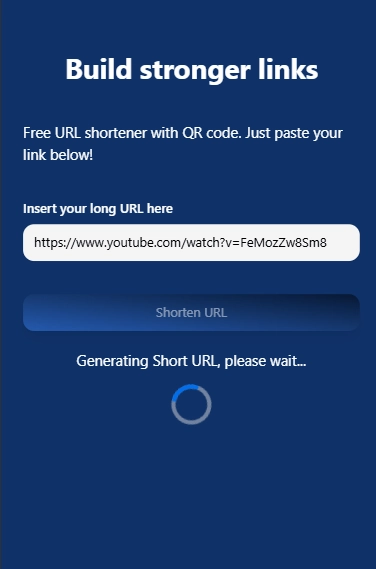 Build stronger links
Free URL shortener with QR code. Just paste your
link below!
Insert your long URL here
https://www.youtube.com/watch?v=FeMozZw8Sm8
Shorten URL
Generating Short URL, please wait...